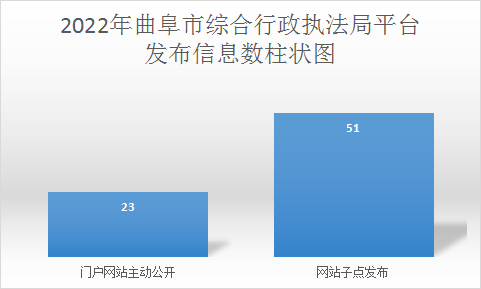 2022年曲阜市综合行政执法局平台
发布信息数柱状图
51
23
门户网站主动公开
网站子点发布